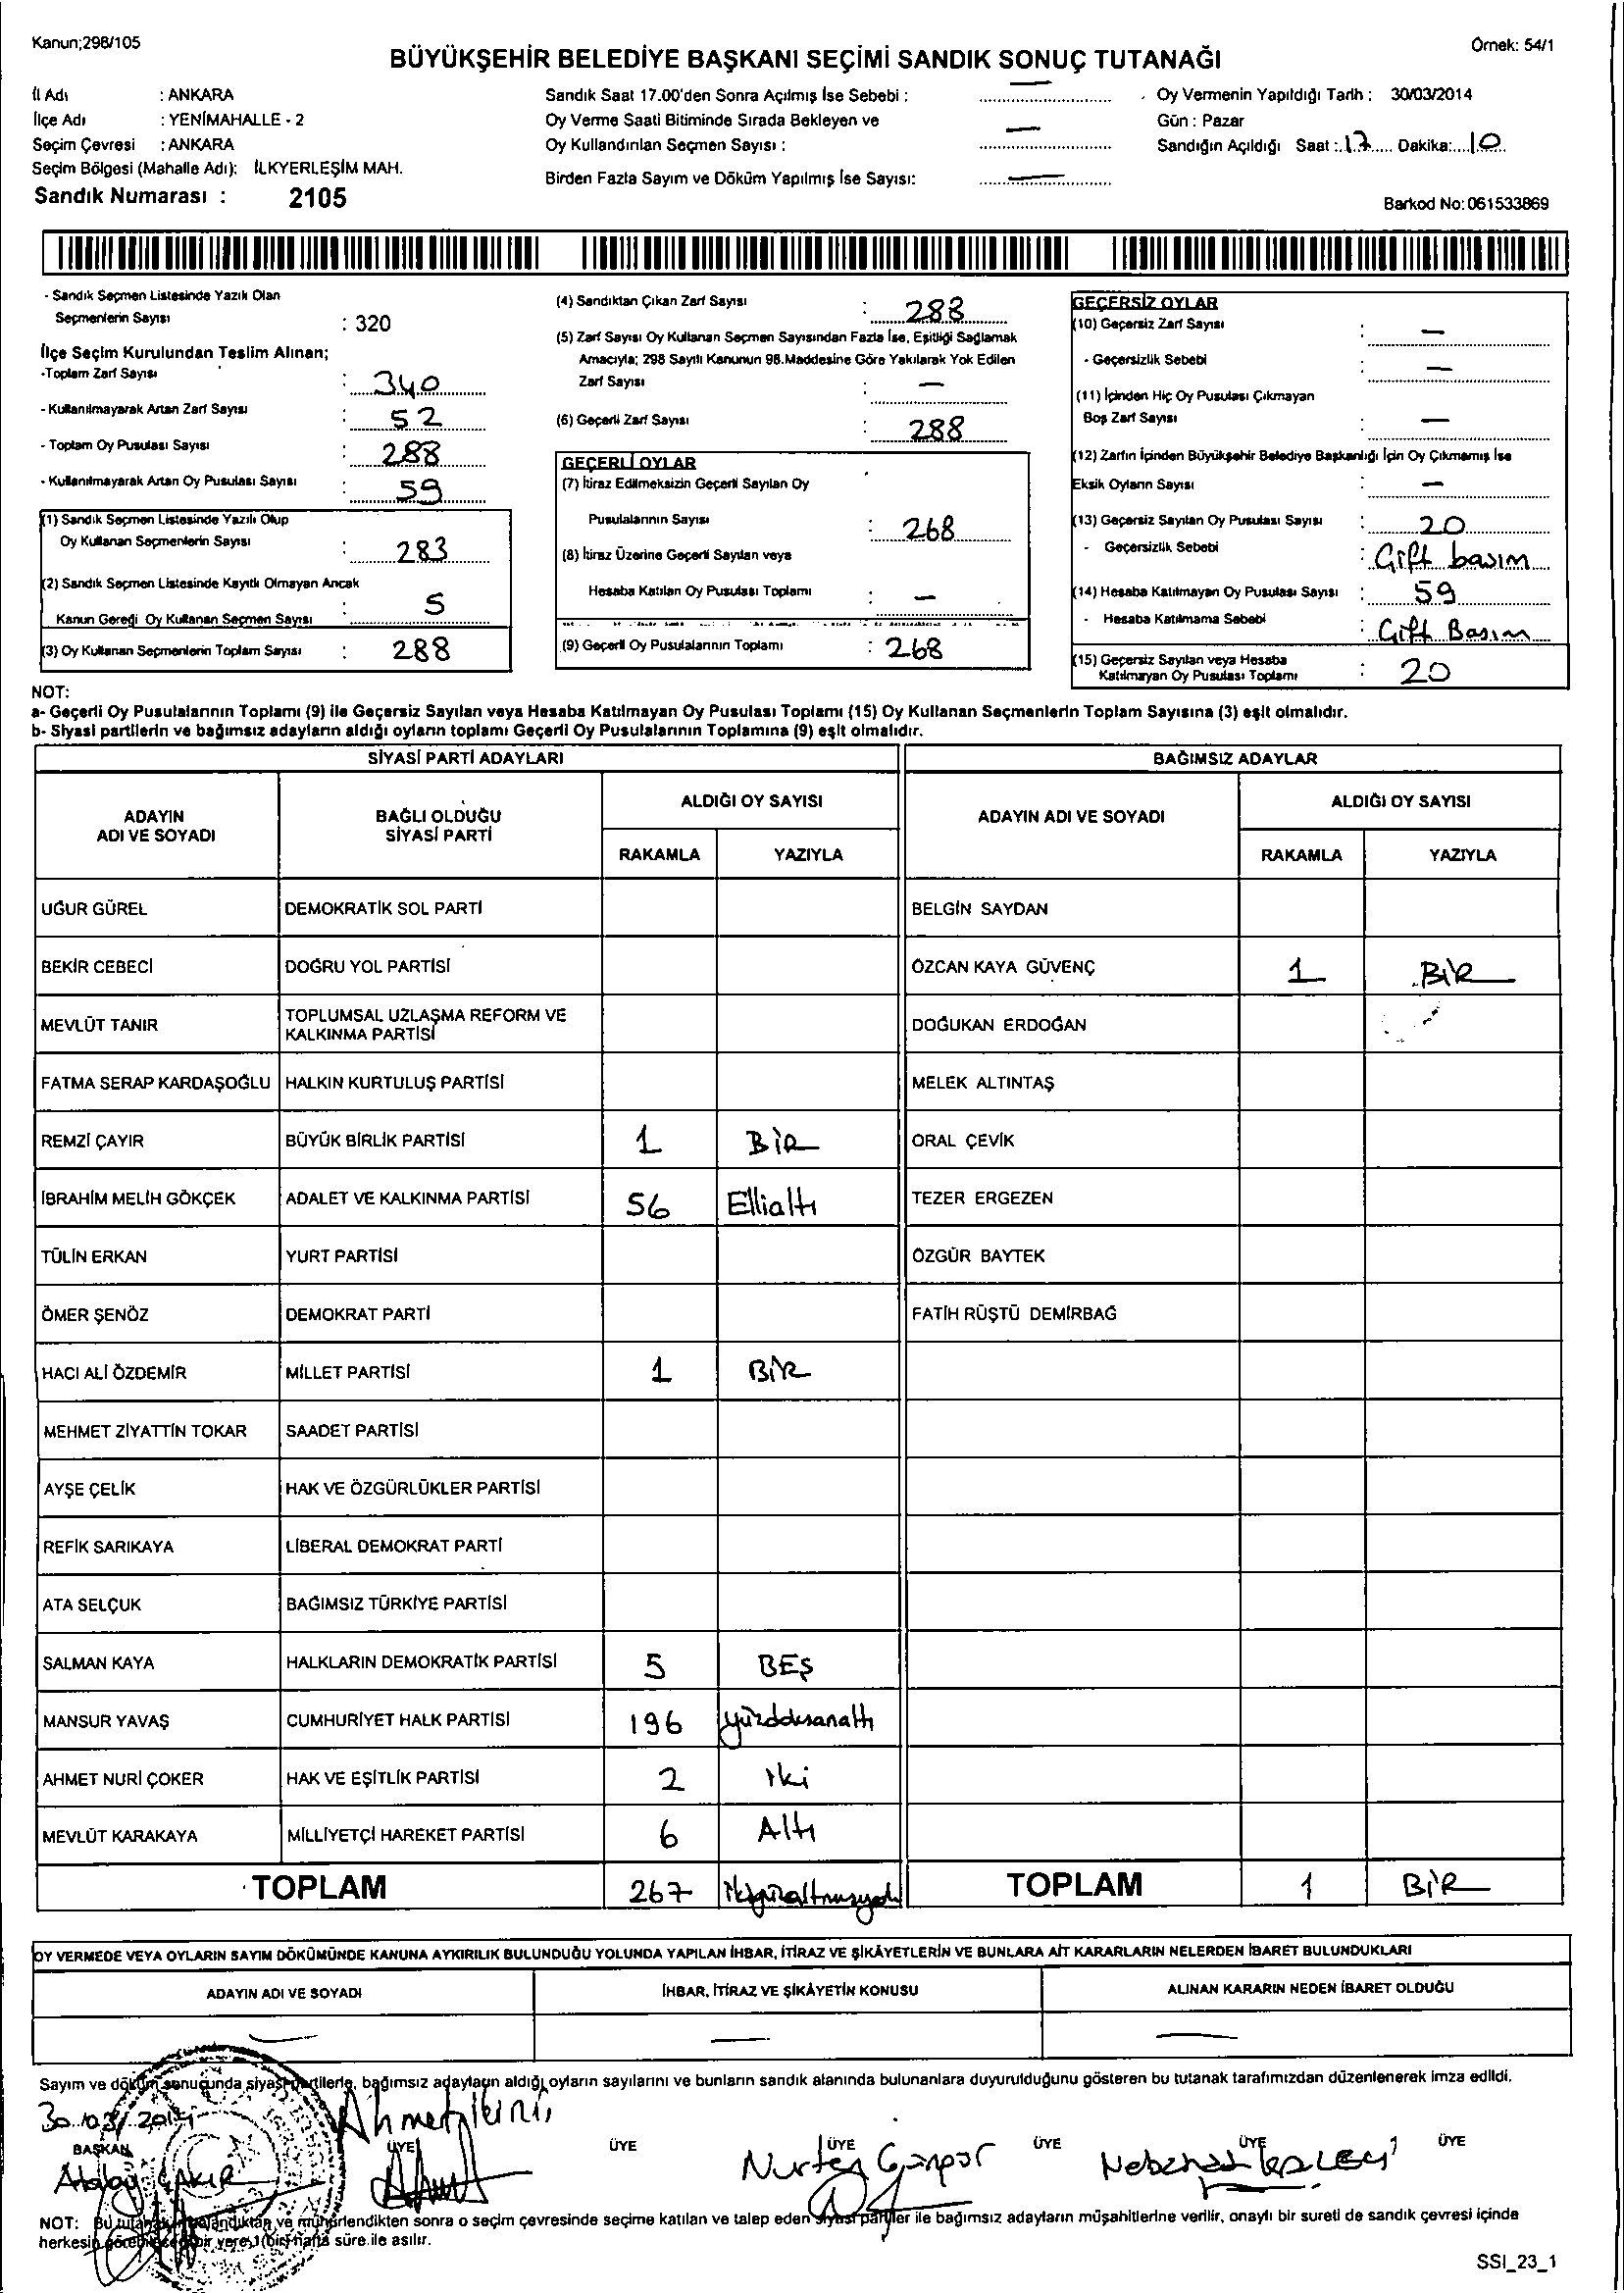 Kanun;298/105
Örnek: 54/1
BÜYÜKŞEHİR BELEDİYE BAŞKANI SEÇİMİ SANDIK SONUÇ TUTANAĞI
İl Adı : ANKARA
İlçe Adı : YENİMAHALLE - 2
Seçim Çevresi : ANKARA
Seçim Bölgesi (Mahalle Adı): İLKYERLEŞİM MAH.
Sandık Numarası : 2105
Sandık Saat 17.00'den Sonra Açılmış İse Sebebi : —
Oy Verme Saati Bitiminde Sırada Bekleyen ve
Oy Kullandırılan Seçmen Sayısı : —
Birden Fazla Sayım ve Döküm Yapılmış İse Sayısı: —
Oy Vermenin Yapıldığı Tarih : 30/03/2014
Gün : Pazar
Sandığın Açıldığı Saat : 17 Dakika: 10
Barkod No: 061533869
- Sandık Seçmen Listesinde Yazılı Olan
Seçmenlerin Sayısı : 320
İlçe Seçim Kurulundan Teslim Alınan;
-Toplam Zarf Sayısı : 340
- Kullanılmayarak Artan Zarf Sayısı : 52
- Toplam Oy Pusulası Sayısı : 288
- Kullanılmayarak Artan Oy Pusulası Sayısı : 59
(1) Sandık Seçmen Listesinde Yazılı Olup
Oy Kullanan Seçmenlerin Sayısı : 283
(2) Sandık Seçmen Listesinde Kayıtlı Olmayan Ancak
Kanun Gereği Oy Kullanan Seçmen Sayısı : 5
(3) Oy Kullanan Seçmenlerin Toplam Sayısı : 288
(4) Sandıktan Çıkan Zarf Sayısı : 288
(5) Zarf Sayısı Oy Kullanan Seçmen Sayısından Fazla İse, Eşitliği Sağlamak
Amacıyla; 298 Sayılı Kanunun 98.Maddesine Göre Yakılarak Yok Edilen
Zarf Sayısı : —
(6) Geçerli Zarf Sayısı : 288
GEÇERLİ OYLAR
(7) İtiraz Edilmeksizin Geçerli Sayılan Oy
Pusulalarının Sayısı : 268
(8) İtiraz Üzerine Geçerli Sayılan veya
Hesaba Katılan Oy Pusulası Toplamı : —
(9) Geçerli Oy Pusulalarının Toplamı : 268
GEÇERSİZ OYLAR
(10) Geçersiz Zarf Sayısı : —
- Geçersizlik Sebebi : —
(11) İçinden Hiç Oy Pusulası Çıkmayan
Boş Zarf Sayısı : —
(12) Zarfın İçinden Büyükşehir Belediye Başkanlığı İçin Oy Çıkmamış İse
Eksik Oyların Sayısı : —
(13) Geçersiz Sayılan Oy Pusulası Sayısı : 20
- Geçersizlik Sebebi : Çift basım
(14) Hesaba Katılmayan Oy Pusulası Sayısı : 59
- Hesaba Katılmama Sebebi : Çift Basım
(15) Geçersiz Sayılan veya Hesaba
Katılmayan Oy Pusulası Toplamı : 20
NOT:
a- Geçerli Oy Pusulalarının Toplamı (9) ile Geçersiz Sayılan veya Hesaba Katılmayan Oy Pusulası Toplamı (15) Oy Kullanan Seçmenlerin Toplam Sayısına (3) eşit olmalıdır.
b- Siyasi partilerin ve bağımsız adayların aldığı oyların toplamı Geçerli Oy Pusulalarının Toplamına (9) eşit olmalıdır.
SİYASİ PARTİ ADAYLARI BAĞIMSIZ ADAYLAR
ADAYIN ADI VE SOYADI BAĞLI OLDUĞU SİYASİ PARTİ ALDIĞI OY SAYISI ADAYIN ADI VE SOYADI ALDIĞI OY SAYISI
RAKAMLA YAZIYLA RAKAMLA YAZIYLA
UĞUR GÜREL DEMOKRATİK SOL PARTİ BELGİN SAYDAN
BEKİR CEBECİ DOĞRU YOL PARTİSİ ÖZCAN KAYA GÜVENÇ 1 BİR
MEVLÜT TANIR TOPLUMSAL UZLAŞMA REFORM VE KALKINMA PARTİSİ DOĞUKAN ERDOĞAN
FATMA SERAP KARDAŞOĞLU HALKIN KURTULUŞ PARTİSİ MELEK ALTINTAŞ
REMZİ ÇAYIR BÜYÜK BİRLİK PARTİSİ 1 BİR ORAL ÇEVİK
İBRAHİM MELİH GÖKÇEK ADALET VE KALKINMA PARTİSİ 56 Ellialtı TEZER ERGEZEN
TÜLİN ERKAN YURT PARTİSİ ÖZGÜR BAYTEK
ÖMER ŞENÖZ DEMOKRAT PARTİ FATİH RÜŞTÜ DEMİRBAĞ
HACI ALİ ÖZDEMİR MİLLET PARTİSİ 1 BİR
MEHMET ZİYATTİN TOKAR SAADET PARTİSİ
AYŞE ÇELİK HAK VE ÖZGÜRLÜKLER PARTİSİ
REFİK SARIKAYA LİBERAL DEMOKRAT PARTİ
ATA SELÇUK BAĞIMSIZ TÜRKİYE PARTİSİ
SALMAN KAYA HALKLARIN DEMOKRATİK PARTİSİ 5 BEŞ
MANSUR YAVAŞ CUMHURİYET HALK PARTİSİ 196
AHMET NURİ ÇOKER HAK VE EŞİTLİK PARTİSİ 2 iki
MEVLÜT KARAKAYA MİLLİYETÇİ HAREKET PARTİSİ 6 Altı
TOPLAM 267 TOPLAM 1 BİR
OY VERMEDE VEYA OYLARIN SAYIM DÖKÜMÜNDE KANUNA AYKIRILIK BULUNDUĞU YOLUNDA YAPILAN İHBAR, İTİRAZ VE ŞİKÂYETLERİN VE BUNLARA AİT KARARLARIN NELERDEN İBARET BULUNDUKLARI
ADAYIN ADI VE SOYADI İHBAR, İTİRAZ VE ŞİKÂYETİN KONUSU ALINAN KARARIN NEDEN İBARET OLDUĞU
— — —
Sayım ve döküm sonucunda siyasi partilerle, bağımsız adayların aldığı oyların sayılarını ve bunların sandık alanında bulunanlara duyurulduğunu gösteren bu tutanak tarafımızdan düzenlenerek imza edildi.
30/03/2014
BAŞKAN ÜYE ÜYE ÜYE ÜYE ÜYE ÜYE
Ahmet
Atalay ÇAKIR Nurten
NOT: Bu tutanak imzalandıktan ve mühürlendikten sonra o seçim çevresinde seçime katılan ve talep eden siyasi partiler ile bağımsız adayların müşahitlerine verilir, onaylı bir sureti de sandık çevresi içinde
herkesin görebileceği bir yere 1 (bir) hafta süre ile asılır.
SSI_23_1